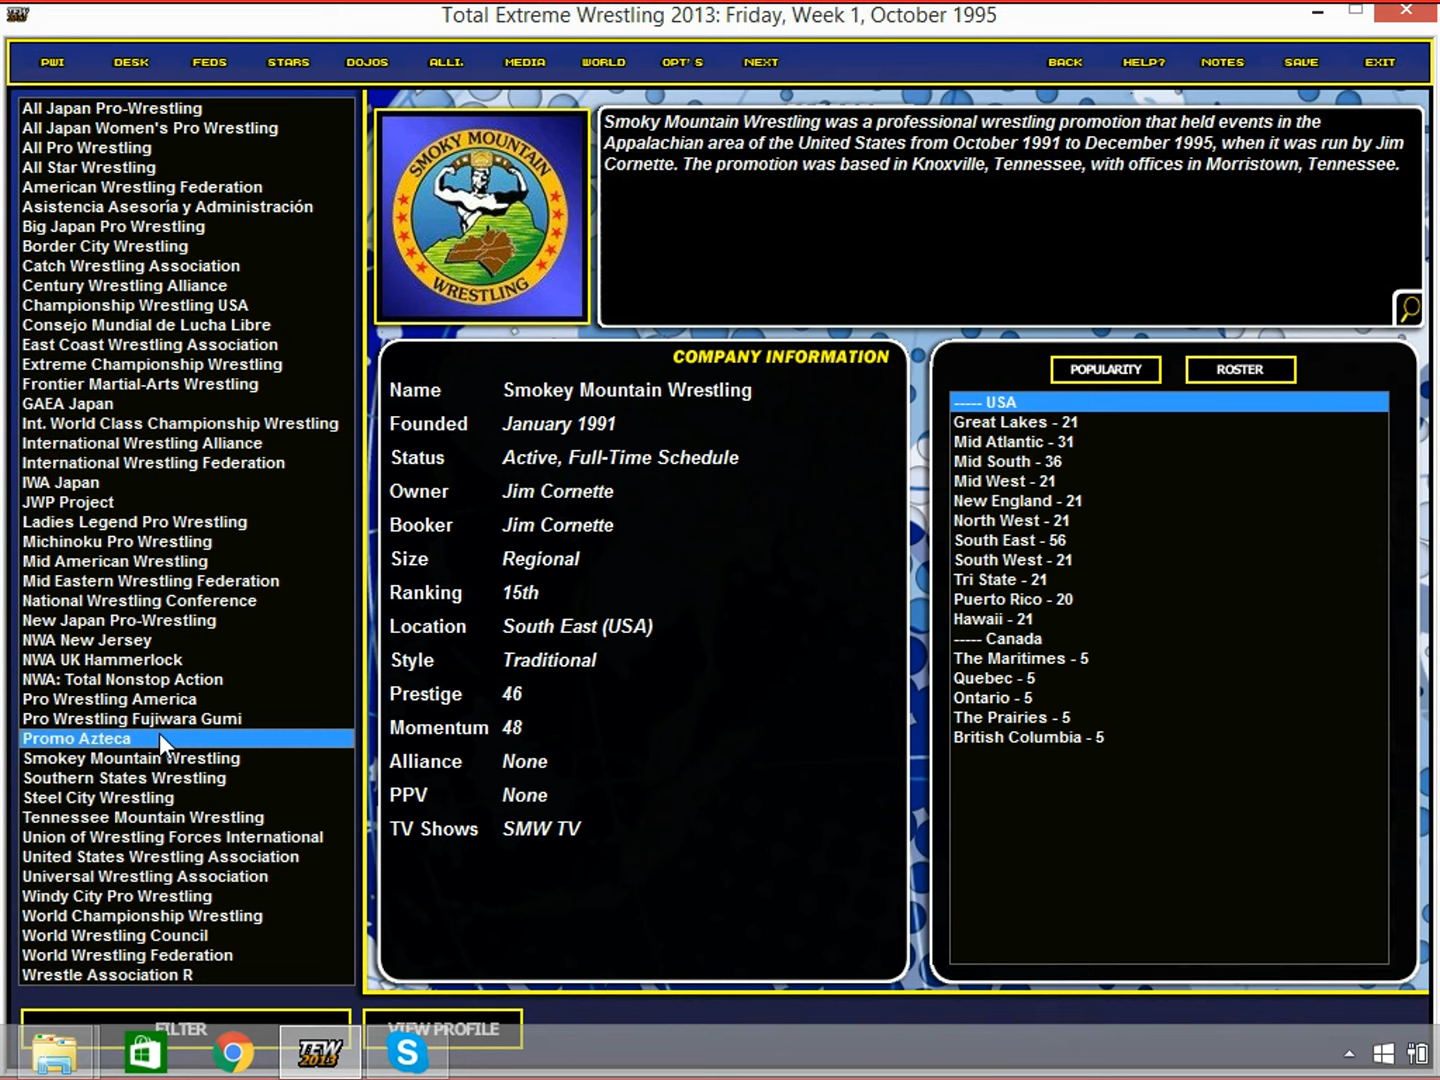 Total Extreme Wrestling 2013: Friday, Week 1, October 1995
PWI DESK FEDS STARS DOJOS ALLI. MEDIA WORLD OPT'S NEXT BACK HELP? NOTES SAVE EXIT
All Japan Pro-Wrestling
All Japan Women's Pro Wrestling
All Pro Wrestling
All Star Wrestling
American Wrestling Federation
Asistencia Asesoría y Administración
Big Japan Pro Wrestling
Border City Wrestling
Catch Wrestling Association
Century Wrestling Alliance
Championship Wrestling USA
Consejo Mundial de Lucha Libre
East Coast Wrestling Association
Extreme Championship Wrestling
Frontier Martial-Arts Wrestling
GAEA Japan
Int. World Class Championship Wrestling
International Wrestling Alliance
International Wrestling Federation
IWA Japan
JWP Project
Ladies Legend Pro Wrestling
Michinoku Pro Wrestling
Mid American Wrestling
Mid Eastern Wrestling Federation
National Wrestling Conference
New Japan Pro-Wrestling
NWA New Jersey
NWA UK Hammerlock
NWA: Total Nonstop Action
Pro Wrestling America
Pro Wrestling Fujiwara Gumi
Promo Azteca
Smokey Mountain Wrestling
Southern States Wrestling
Steel City Wrestling
Tennessee Mountain Wrestling
Union of Wrestling Forces International
United States Wrestling Association
Universal Wrestling Association
Windy City Pro Wrestling
World Championship Wrestling
World Wrestling Council
World Wrestling Federation
Wrestle Association R
FILTER
SMOKY MOUNTAIN
WRESTLING
Smoky Mountain Wrestling was a professional wrestling promotion that held events in the
Appalachian area of the United States from October 1991 to December 1995, when it was run by Jim
Cornette. The promotion was based in Knoxville, Tennessee, with offices in Morristown, Tennessee.
COMPANY INFORMATION
Name Smokey Mountain Wrestling
Founded January 1991
Status Active, Full-Time Schedule
Owner Jim Cornette
Booker Jim Cornette
Size Regional
Ranking 15th
Location South East (USA)
Style Traditional
Prestige 46
Momentum 48
Alliance None
PPV None
TV Shows SMW TV
POPULARITY ROSTER
----- USA
Great Lakes - 21
Mid Atlantic - 31
Mid South - 36
Mid West - 21
New England - 21
North West - 21
South East - 56
South West - 21
Tri State - 21
Puerto Rico - 20
Hawaii - 21
----- Canada
The Maritimes - 5
Quebec - 5
Ontario - 5
The Prairies - 5
British Columbia - 5
VIEW PROFILE
TEW
2013
S